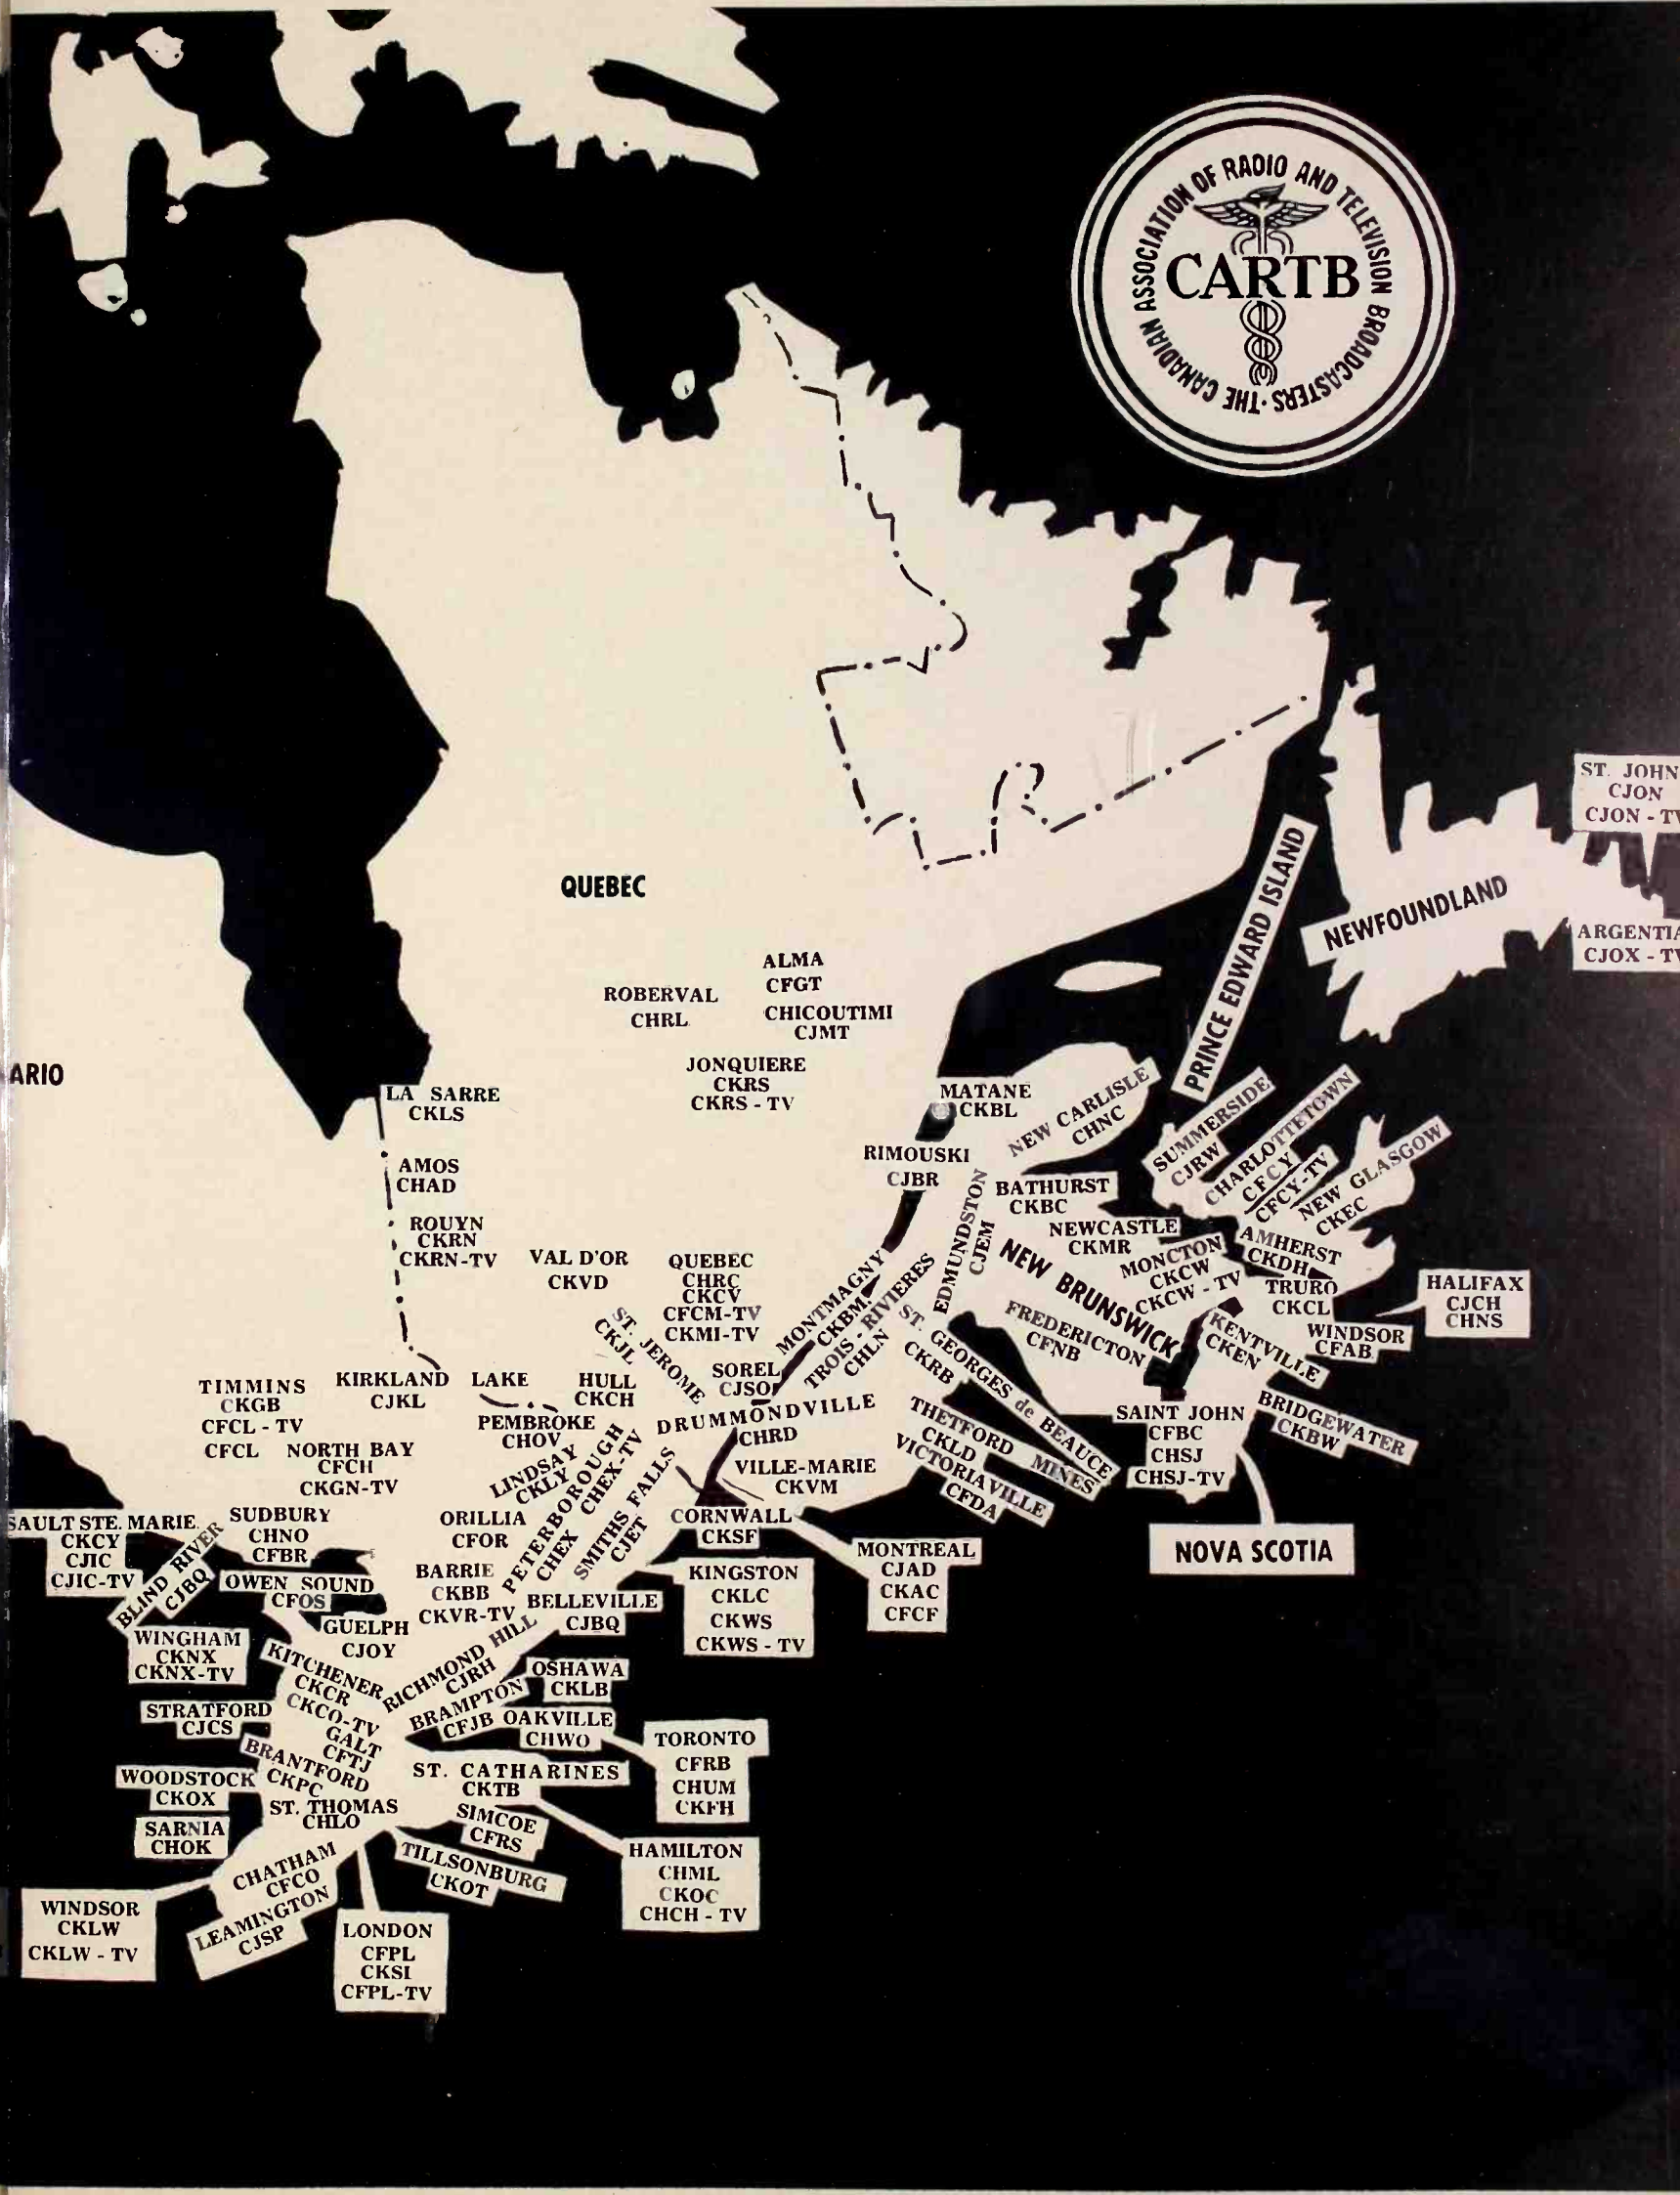 THE CANADIAN ASSOCIATION OF RADIO AND TELEVISION BROADCASTERS ·
CARTB
ST. JOHN
CJON
CJON - TV
QUEBEC
PRINCE EDWARD ISLAND
NEWFOUNDLAND
ARGENTIA
CJOX - TV
ALMA
CFGT
ROBERVAL
CHRL
CHICOUTIMI
CJMT
JONQUIERE
CKRS
CKRS - TV
ARIO
LA SARRE
CKLS
AMOS
CHAD
ROUYN
CKRN
CKRN-TV
VAL D'OR
CKVD
QUEBEC
CHRC
CKCV
CFCM-TV
CKMI-TV
MATANE
CKBL
RIMOUSKI
CJBR
NEW CARLISLE
CHNC
SUMMERSIDE
CJRW
CHARLOTTETOWN
CFCY
CFCY-TV
NEW GLASGOW
CKEC
EDMUNDSTON
CJEM
BATHURST
CKBC
NEWCASTLE
CKMR
NEW BRUNSWICK
MONCTON
CKCW
CKCW - TV
AMHERST
CKDH
TRURO
CKCL
HALIFAX
CJCH
CHNS
WINDSOR
CFAB
KENTVILLE
CKEN
FREDERICTON
CFNB
BRIDGEWATER
CKBW
SAINT JOHN
CFBC
CHSJ
CHSJ-TV
NOVA SCOTIA
MONTMAGNY
CKBM
TROIS - RIVIERES
CHLN
ST. GEORGES de BEAUCE
CKRB
THETFORD MINES
CKLD
VICTORIAVILLE
CFDA
ST. JEROME
CKJL
SOREL
CJSO
DRUMMONDVILLE
CHRD
VILLE-MARIE
CKVM
TIMMINS
CKGB
CFCL - TV
CFCL
KIRKLAND LAKE
CJKL
HULL
CKCH
PEMBROKE
CHOV
NORTH BAY
CFCH
CKGN-TV
LINDSAY
CKLY
PETERBOROUGH
CHEX CHEX-TV
SMITHS FALLS
CJET
CORNWALL
CKSF
MONTREAL
CJAD
CKAC
CFCF
KINGSTON
CKLC
CKWS
CKWS - TV
SAULT STE. MARIE
CKCY
CJIC
CJIC-TV
BLIND RIVER
CJBQ
SUDBURY
CHNO
CFBR
ORILLIA
CFOR
BARRIE
CKBB
CKVR-TV
BELLEVILLE
CJBQ
OWEN SOUND
CFOS
GUELPH
CJOY
WINGHAM
CKNX
CKNX-TV
KITCHENER
CKCR
CKCO-TV
RICHMOND HILL
CJRH
OSHAWA
CKLB
BRAMPTON
CFJB
OAKVILLE
CHWO
STRATFORD
CJCS
GALT
CFTJ
BRANTFORD
CKPC
TORONTO
CFRB
CHUM
CKFH
WOODSTOCK
CKOX
ST. CATHARINES
CKTB
ST. THOMAS
CHLO
SIMCOE
CFRS
SARNIA
CHOK
HAMILTON
CHML
CKOC
CHCH - TV
CHATHAM
CFCO
TILLSONBURG
CKOT
LEAMINGTON
CJSP
WINDSOR
CKLW
CKLW - TV
LONDON
CFPL
CKSI
CFPL-TV